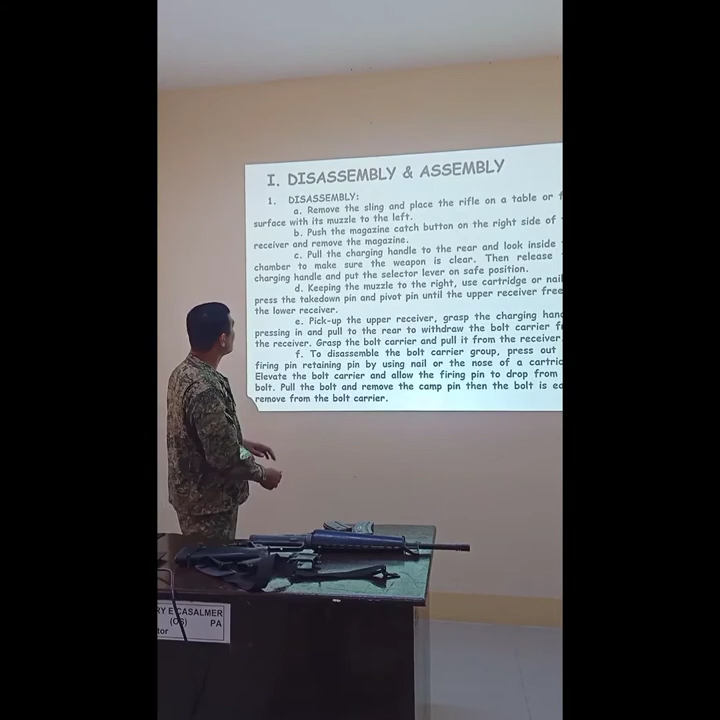 I. DISASSEMBLY & ASSEMBLY
1. DISASSEMBLY:
a. Remove the sling and place the rifle on a table or
surface with its muzzle to the left.
b. Push the magazine catch button on the right side of
receiver and remove the magazine.
c. Pull the charging handle to the rear and look inside
chamber to make sure the weapon is clear. Then release
charging handle and put the selector lever on safe position.
d. Keeping the muzzle to the right, use cartridge or nail
press the takedown pin and pivot pin until the upper receiver free
the lower receiver.
e. Pick-up the upper receiver, grasp the charging
pressing in and pull to the rear to withdraw the bolt carrier
the receiver. Grasp the bolt carrier and pull it from the receiver.
f. To disassemble the bolt carrier group, press out
firing pin retaining pin by using nail or the nose of a
Elevate the bolt carrier and allow the firing pin to drop from
bolt. Pull the bolt and remove the camp pin then the bolt is
remove from the bolt carrier.
RY E CASALMER
(OS) PA
tor